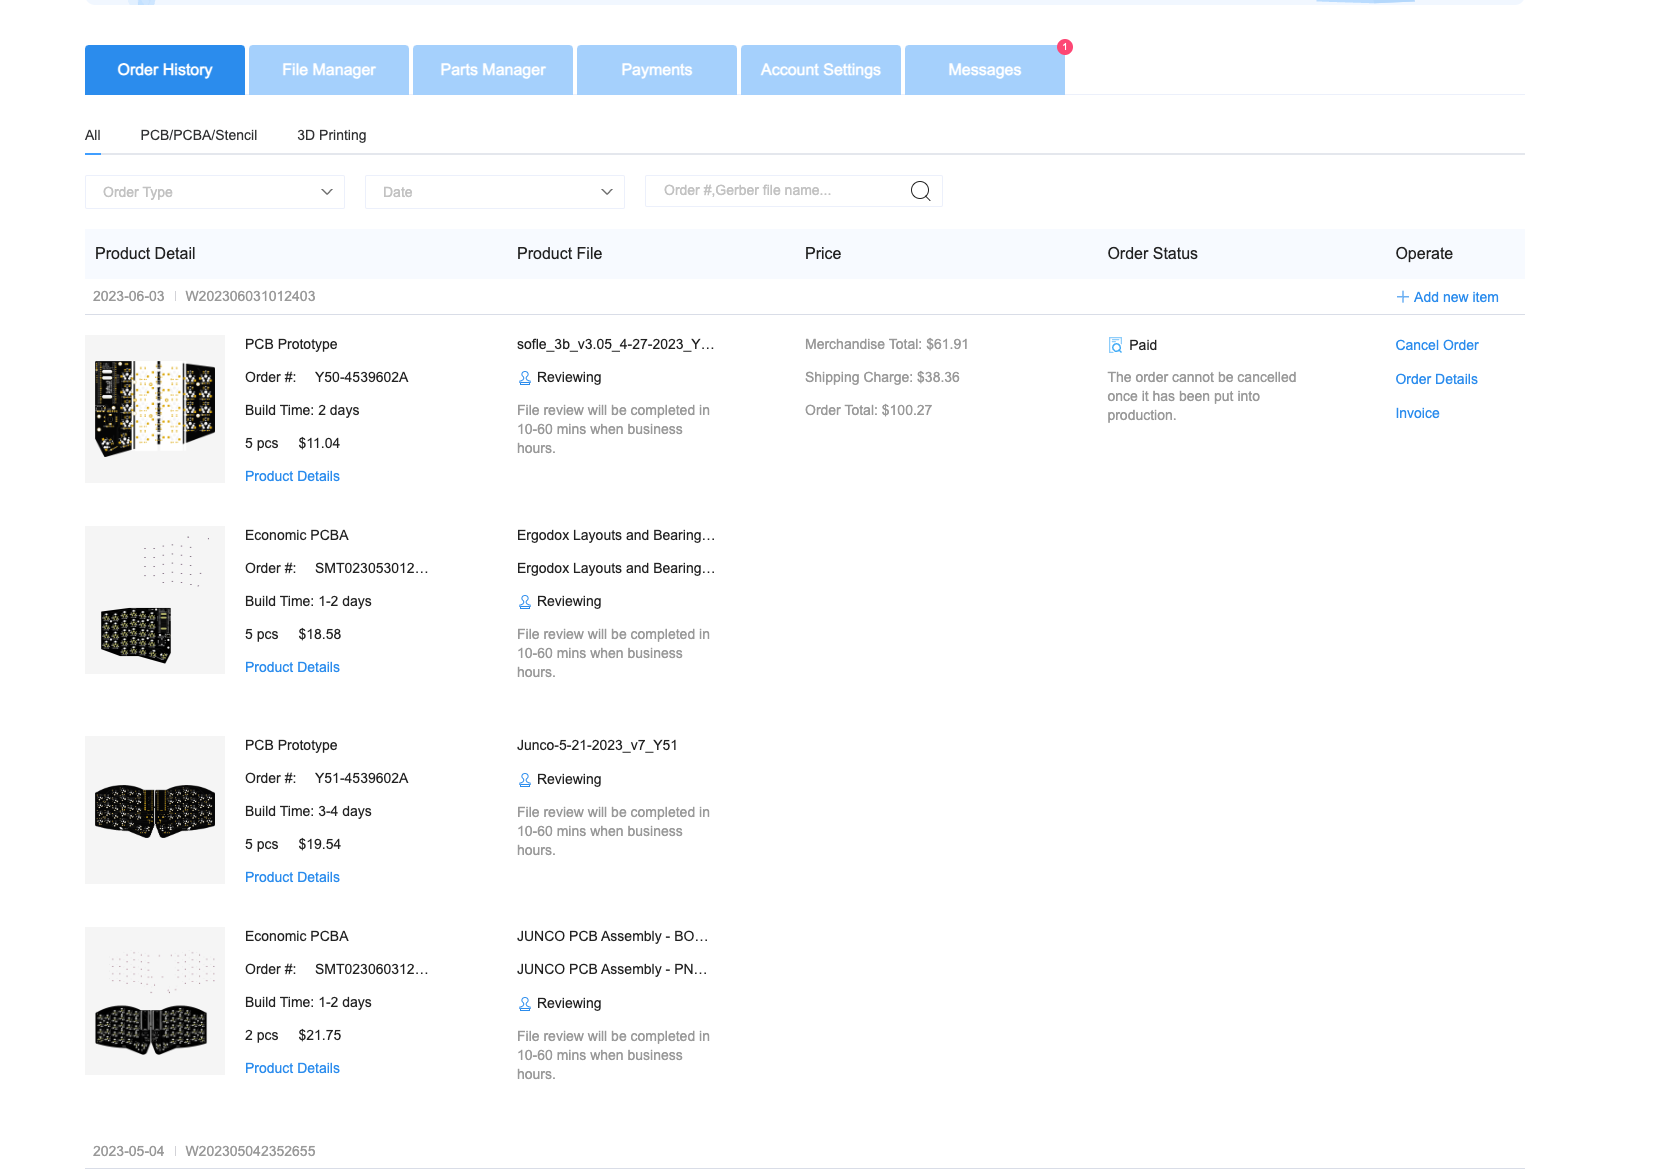 Order History
File Manager
Parts Manager
Payments
Account Settings
Messages
1
All
PCB/PCBA/Stencil
3D Printing
Order Type
Date
Order #,Gerber file name...
Product Detail
Product File
Price
Order Status
Operate
2023-06-03
W202306031012403
Add new item
PCB Prototype
Order #: Y50-4539602A
Build Time: 2 days
5 pcs $11.04
Product Details
sofle_3b_v3.05_4-27-2023_Y...
Reviewing
File review will be completed in
10-60 mins when business
hours.
Merchandise Total: $61.91
Shipping Charge: $38.36
Order Total: $100.27
Paid
The order cannot be cancelled
once it has been put into
production.
Cancel Order
Order Details
Invoice
Economic PCBA
Order #: SMT023053012...
Build Time: 1-2 days
5 pcs $18.58
Product Details
Ergodox Layouts and Bearing...
Ergodox Layouts and Bearing...
Reviewing
File review will be completed in
10-60 mins when business
hours.
PCB Prototype
Order #: Y51-4539602A
Build Time: 3-4 days
5 pcs $19.54
Product Details
Junco-5-21-2023_v7_Y51
Reviewing
File review will be completed in
10-60 mins when business
hours.
Economic PCBA
Order #: SMT023060312...
Build Time: 1-2 days
2 pcs $21.75
Product Details
JUNCO PCB Assembly - BO...
JUNCO PCB Assembly - PN...
Reviewing
File review will be completed in
10-60 mins when business
hours.
2023-05-04
W202305042352655